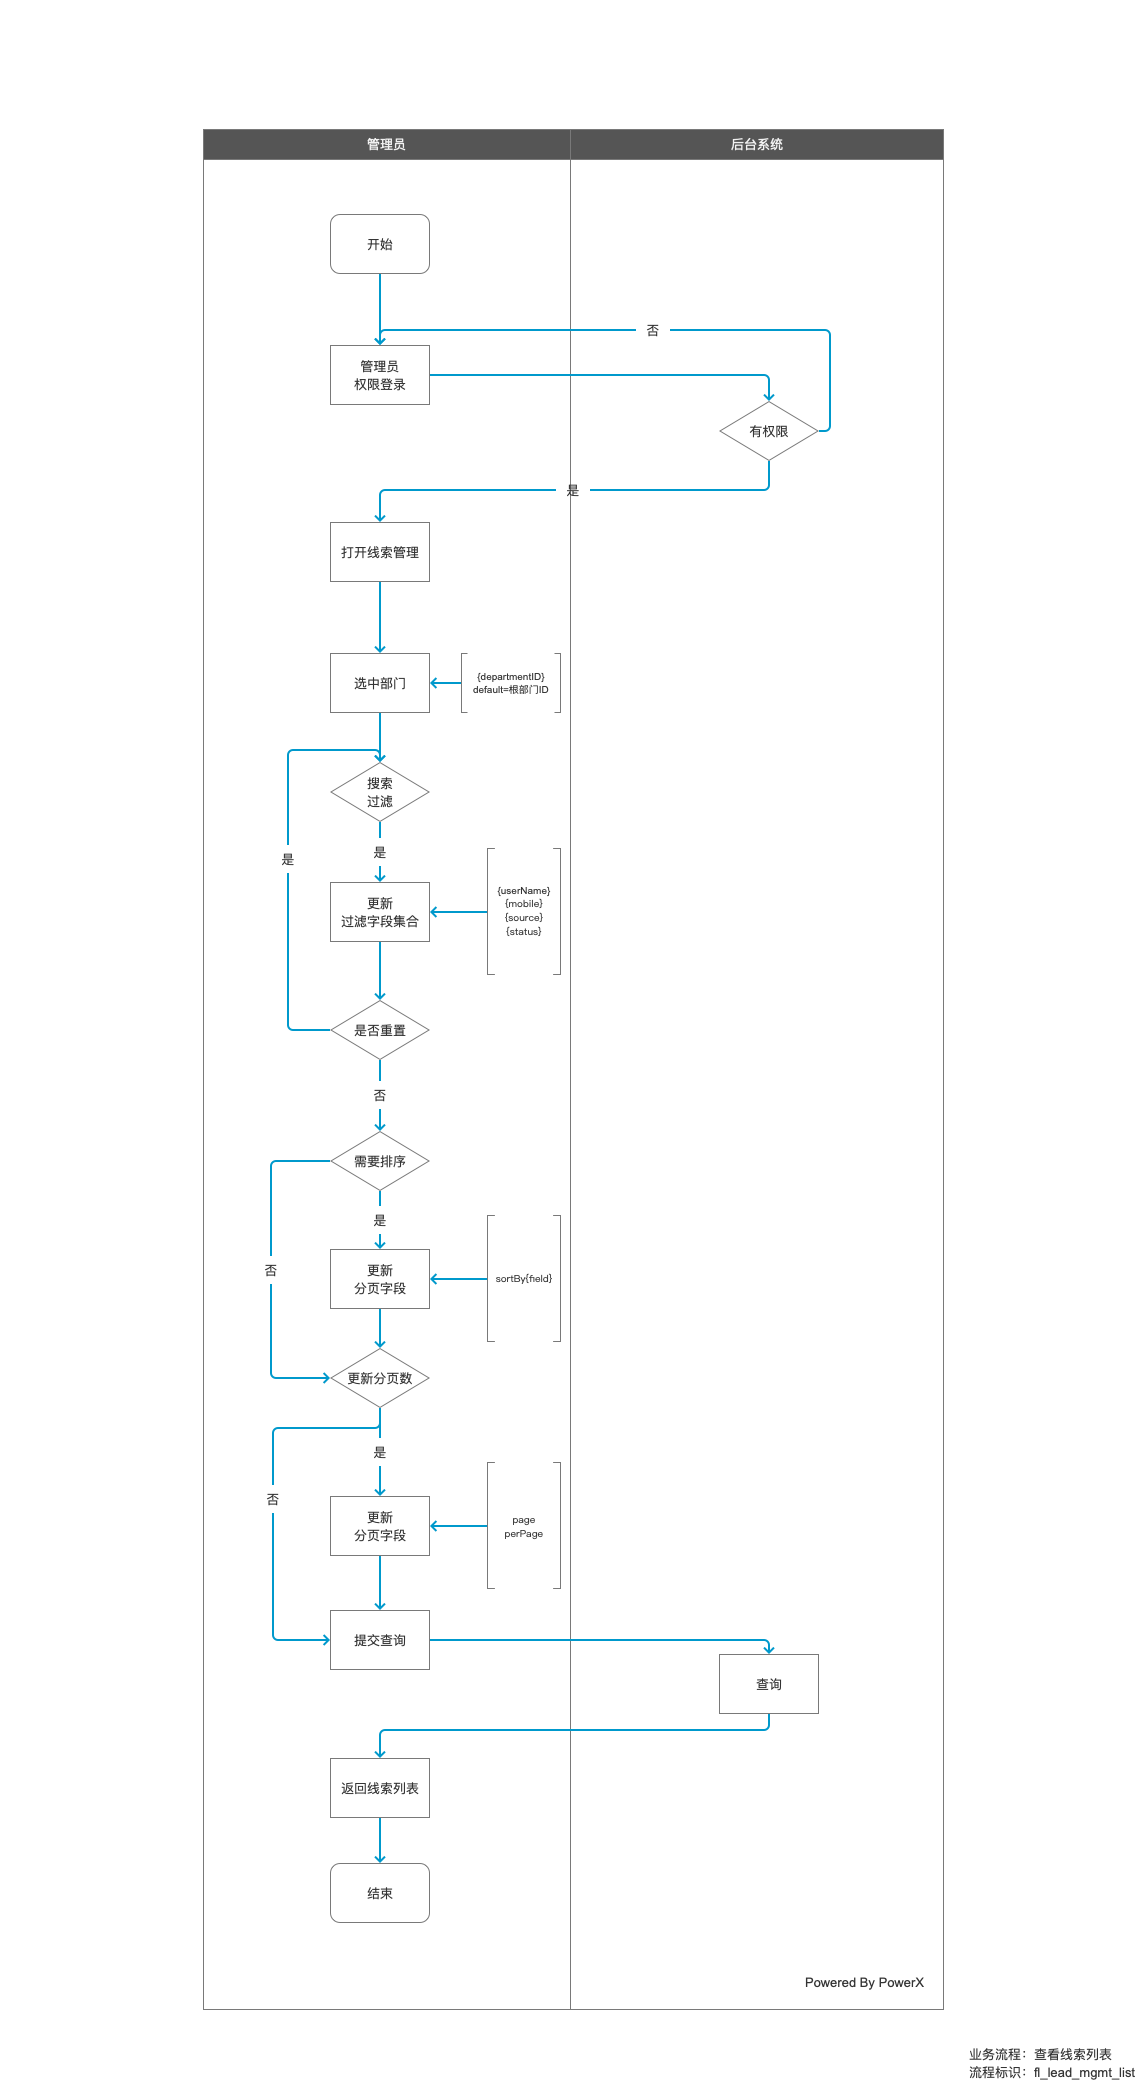 管理员
后台系统
开始
否
管理员
权限登录
有权限
是
打开线索管理
选中部门
{departmentID}
default=根部门ID
搜索
过滤
是
是
更新
过滤字段集合
{userName}
{mobile}
{source}
{status}
是否重置
否
需要排序
是
否
更新
分页字段
sortBy{field}
更新分页数
是
否
更新
分页字段
page
perPage
提交查询
查询
返回线索列表
结束
Powered By PowerX
业务流程：查看线索列表
流程标识：fl_lead_mgmt_list